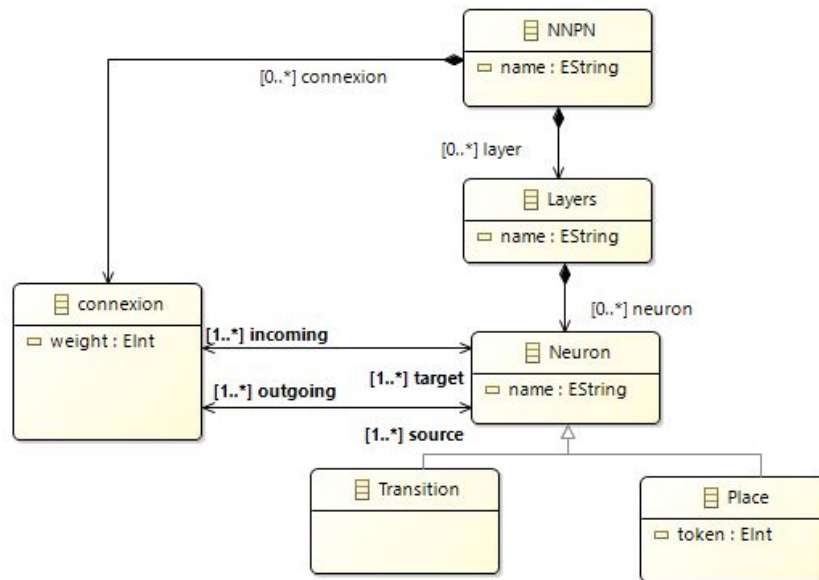 NNPN
name : EString
[0..*] connexion
[0..*] layer
Layers
name : EString
connexion
weight : EInt
[0..*] neuron
[1..*] incoming
Neuron
[1..*] target
name : EString
[1..*] outgoing
[1..*] source
Transition
Place
token : EInt